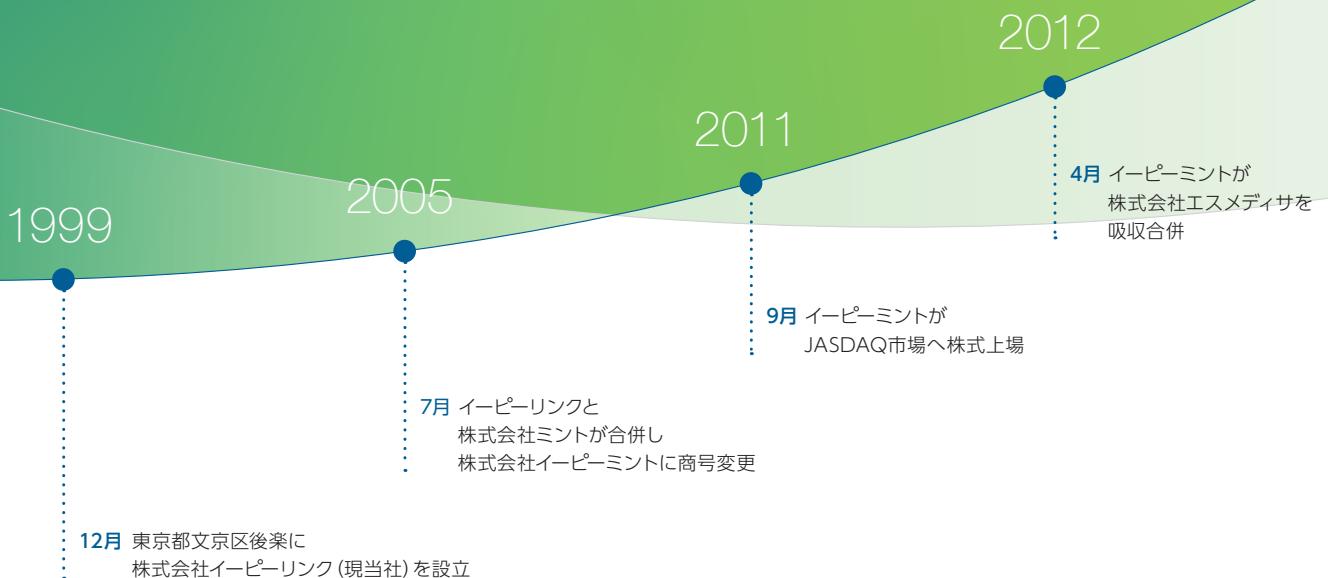 1999
12月 東京都文京区後楽に
株式会社イーピーリンク（現当社）を設立
2005
7月 イーピーリンクと
株式会社ミントが合併し
株式会社イーピーミントに商号変更
2011
9月 イーピーミントが
JASDAQ市場へ株式上場
2012
4月 イーピーミントが
株式会社エスメディサを
吸収合併